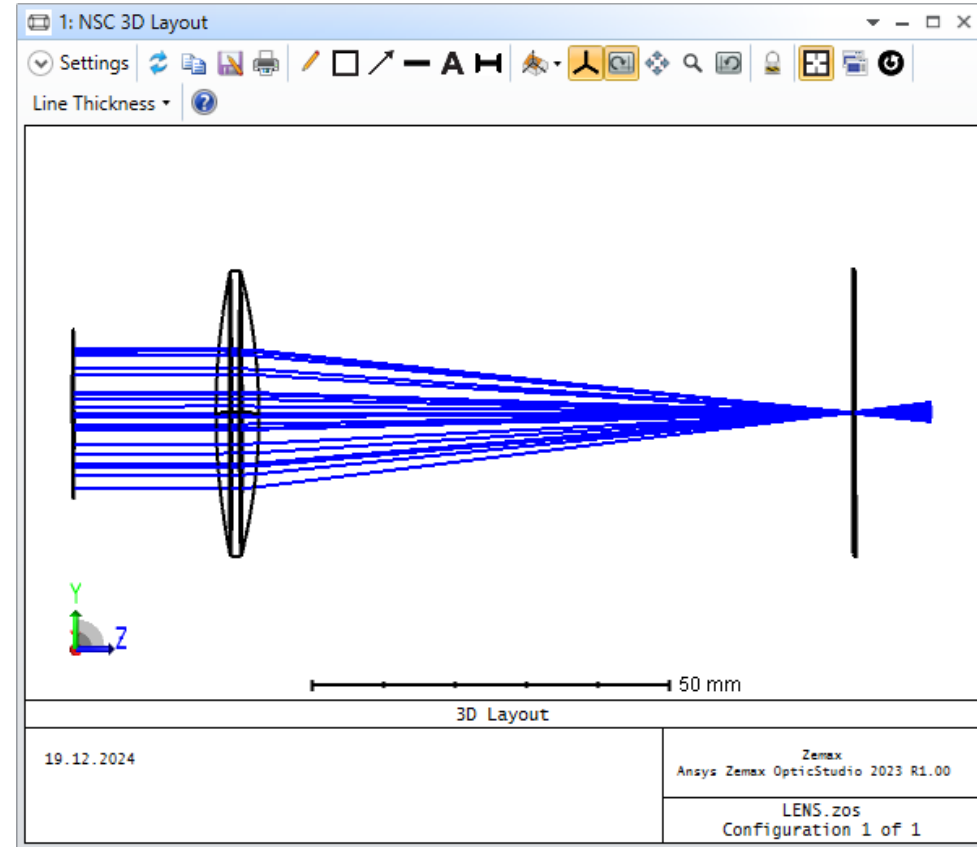 1: NSC 3D Layout
Settings A
Line Thickness ?
Y
Z
50 mm
3D Layout
19.12.2024
Zemax
Ansys Zemax OpticStudio 2023 R1.00
LENS.zos
Configuration 1 of 1